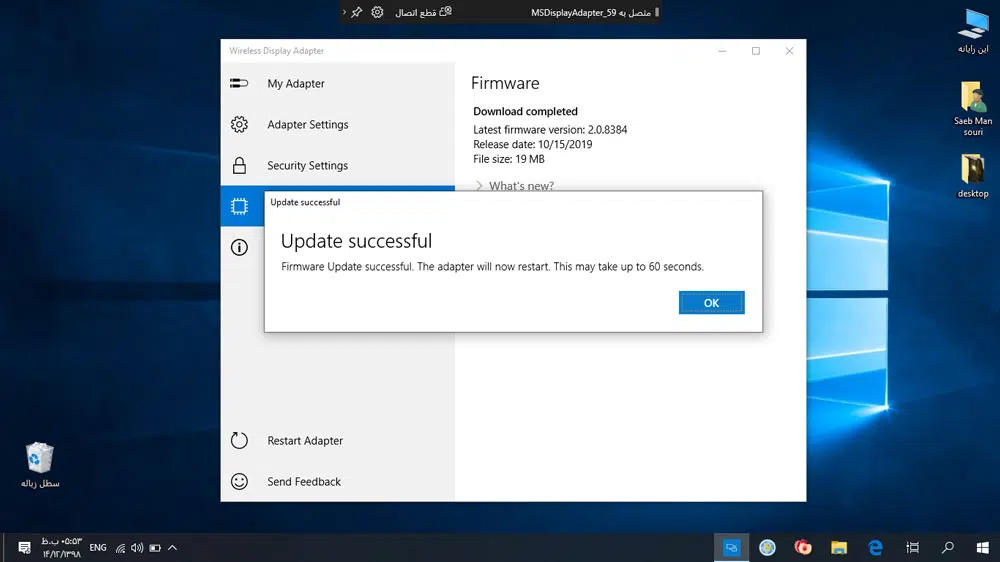 متصل به MSDisplayAdapter_59
قطع اتصال
Wireless Display Adapter
My Adapter
Adapter Settings
Security Settings
Restart Adapter
Send Feedback
Firmware
Download completed
Latest firmware version: 2.0.8384
Release date: 10/15/2019
File size: 19 MB
What's new?
Update successful
Update successful
Firmware Update successful. The adapter will now restart. This may take up to 60 seconds.
OK
این رایانه
Saeb Man
souri
desktop
سطل زباله
۰۵:۵۳ ب.ظ
۱۴/۱۲/۱۳۹۸
ENG